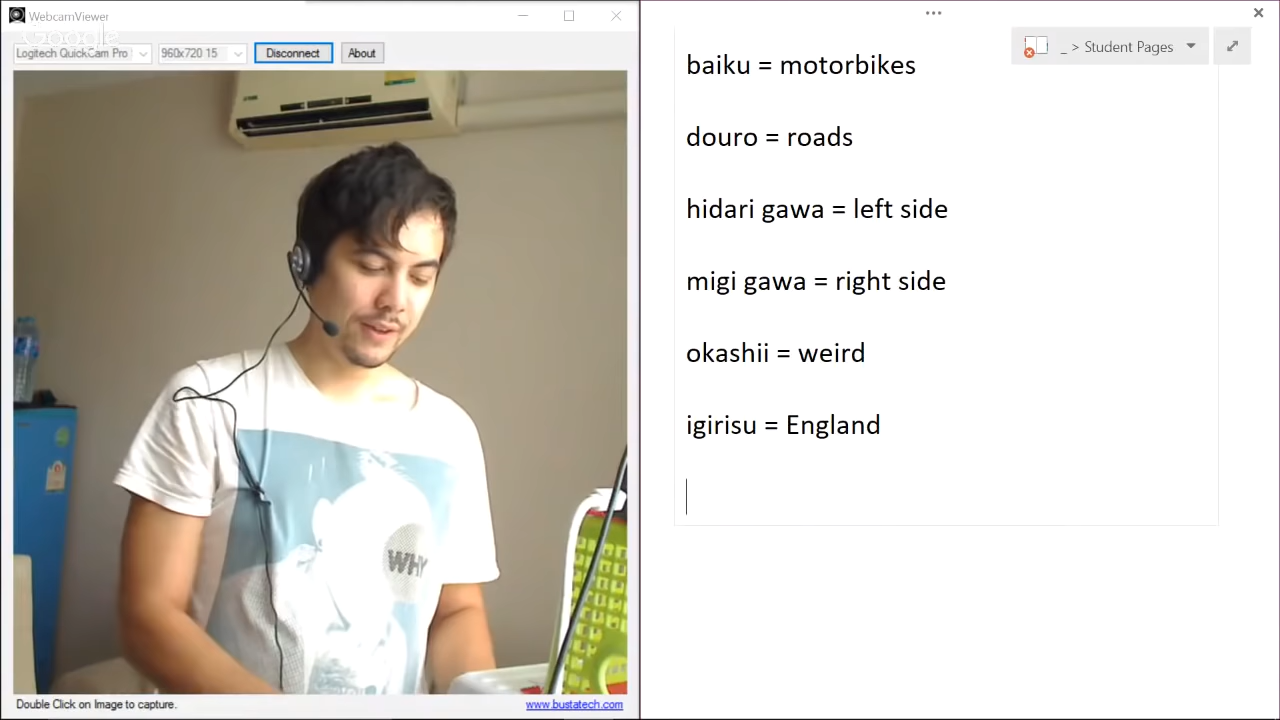 WebcamViewer
Google
Logitech QuickCam Pro
960x720 15
Disconnect
About
WHY
Double Click on Image to capture.
www.bustatech.com
_ > Student Pages
baiku = motorbikes
douro = roads
hidari gawa = left side
migi gawa = right side
okashii = weird
igirisu = England